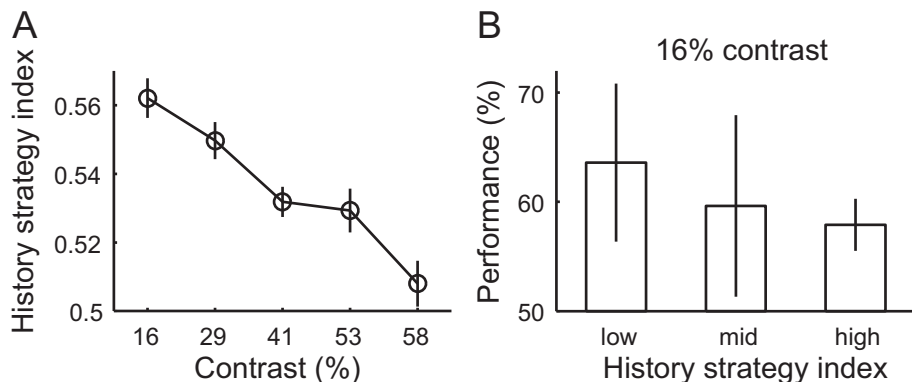 A
History strategy index
0.56
0.54
0.52
0.5
16 29 41 53 58
Contrast (%)
B
16% contrast
Performance (%)
70
60
50
low mid high
History strategy index